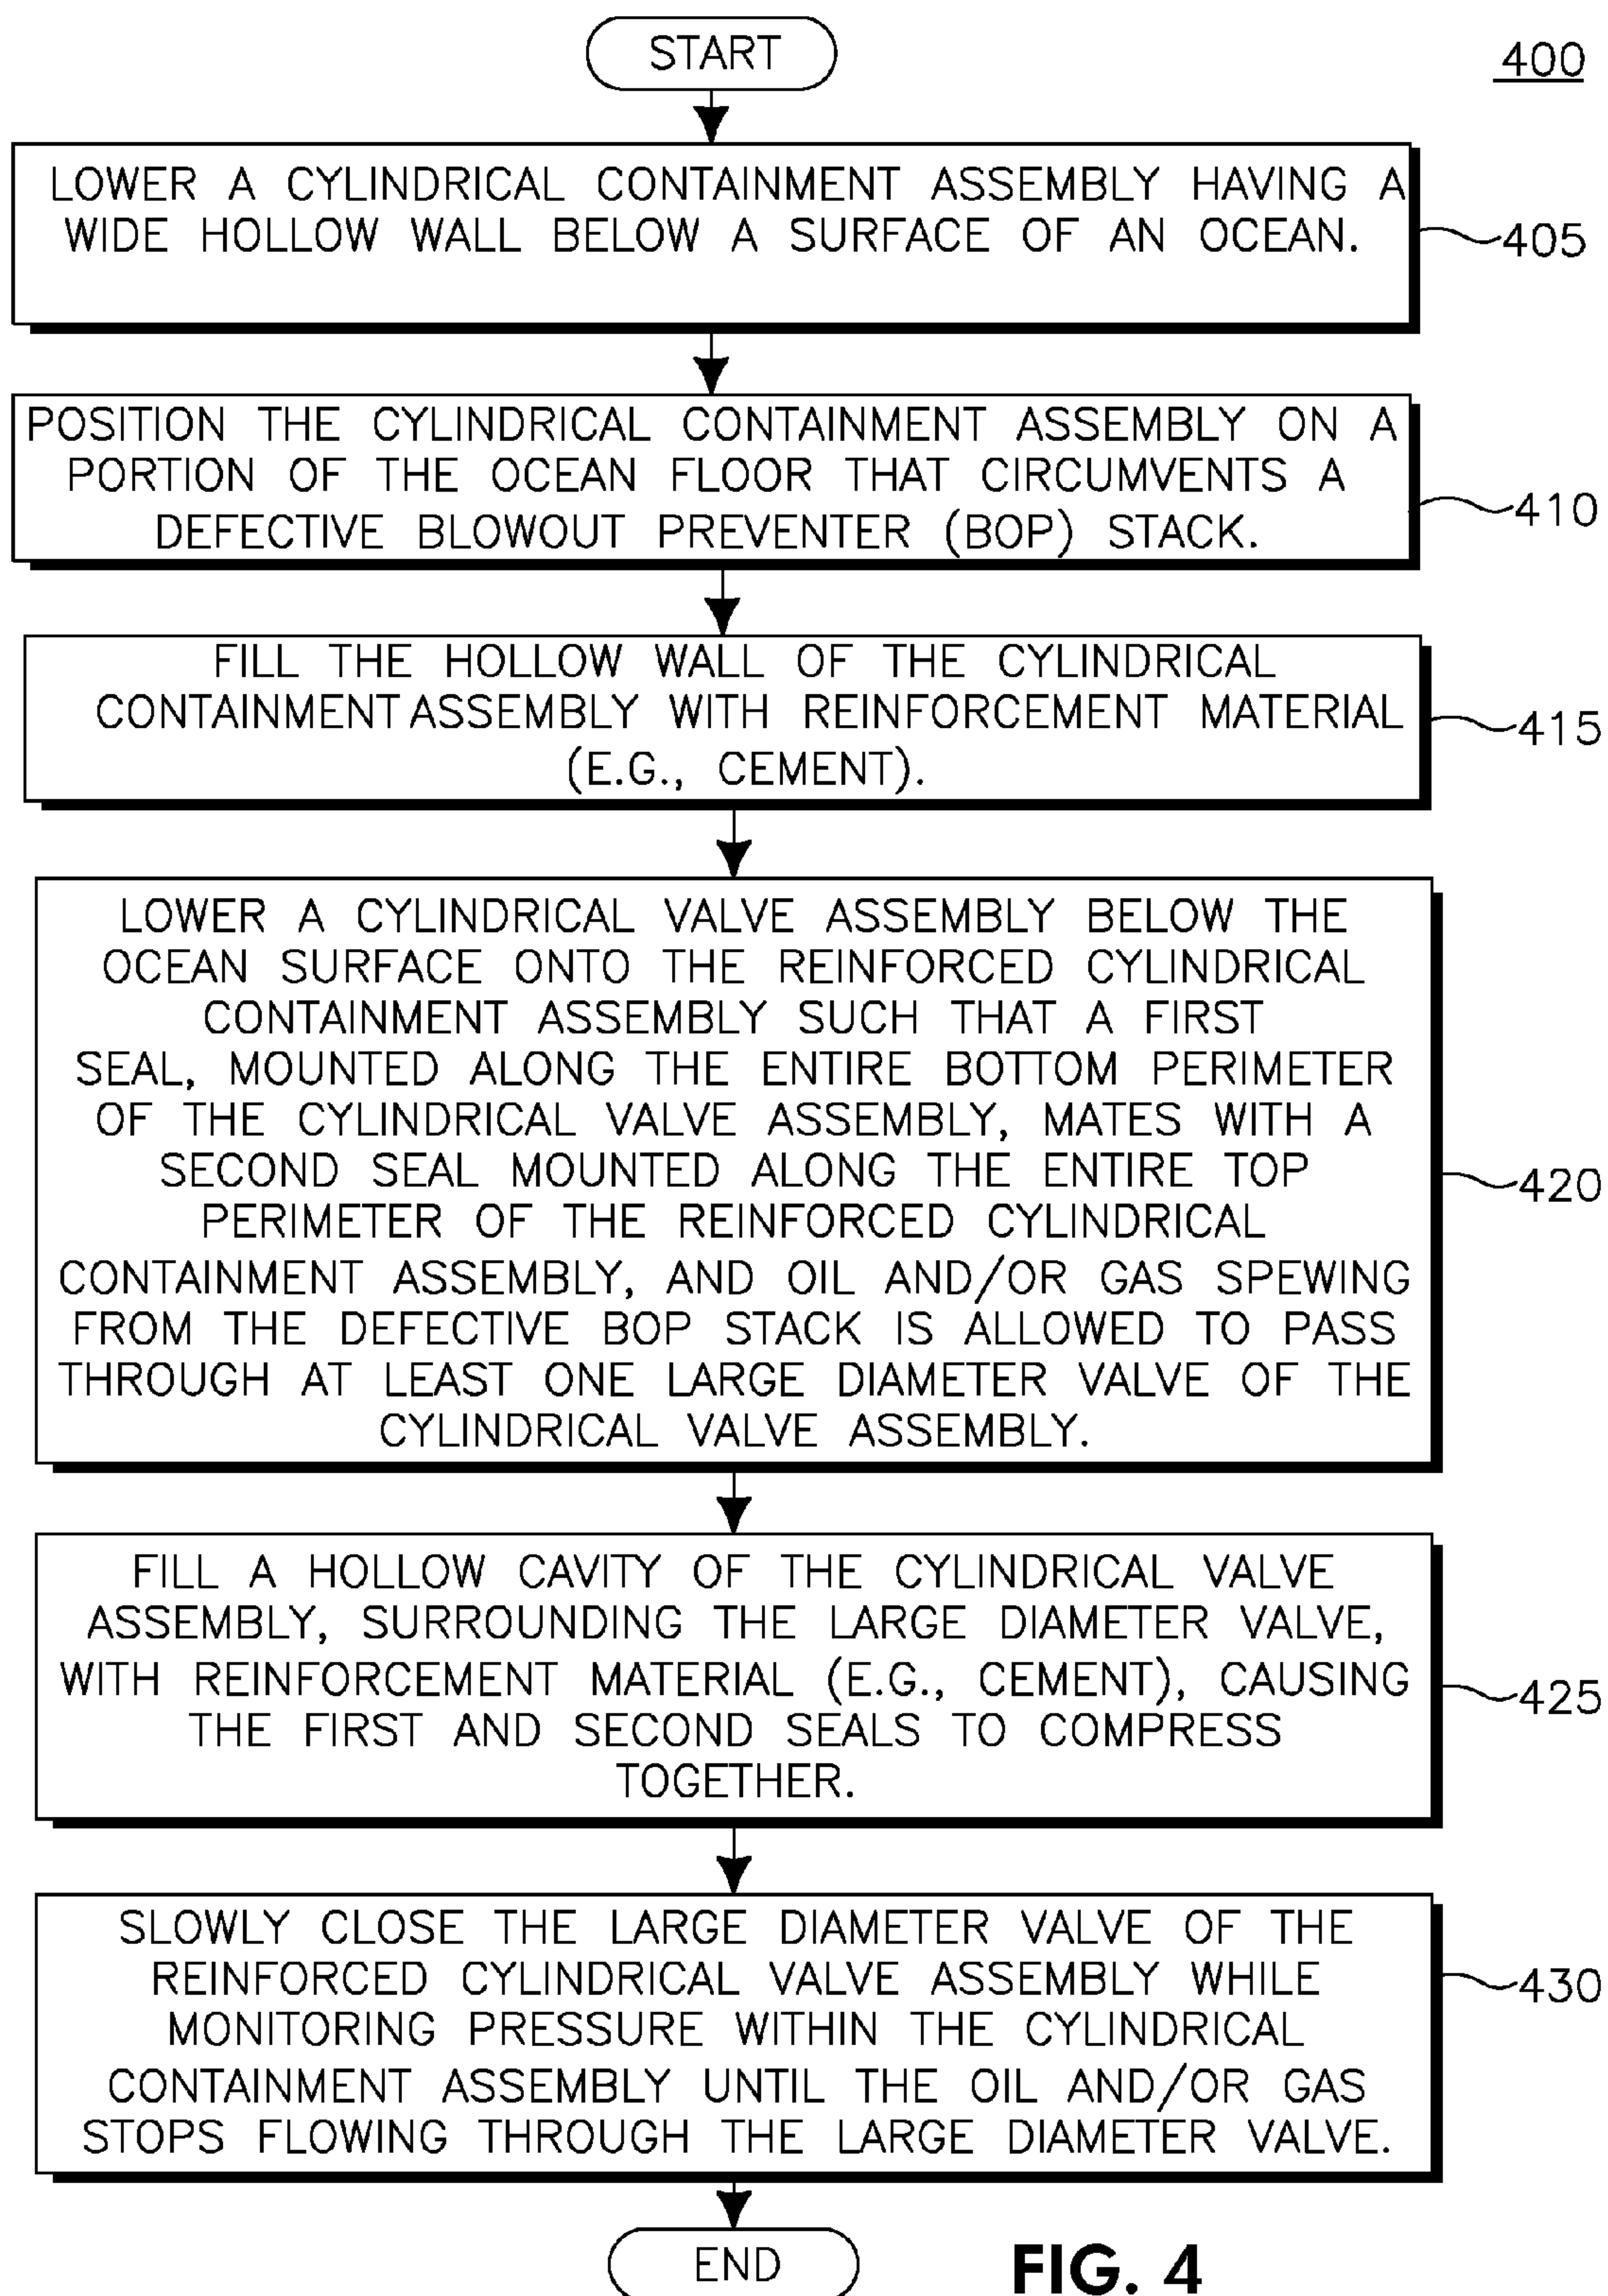 START
400
LOWER A CYLINDRICAL CONTAINMENT ASSEMBLY HAVING A
WIDE HOLLOW WALL BELOW A SURFACE OF AN OCEAN.
405
POSITION THE CYLINDRICAL CONTAINMENT ASSEMBLY ON A
PORTION OF THE OCEAN FLOOR THAT CIRCUMVENTS A
DEFECTIVE BLOWOUT PREVENTER (BOP) STACK.
410
FILL THE HOLLOW WALL OF THE CYLINDRICAL
CONTAINMENT ASSEMBLY WITH REINFORCEMENT MATERIAL
(E.G., CEMENT).
415
LOWER A CYLINDRICAL VALVE ASSEMBLY BELOW THE
OCEAN SURFACE ONTO THE REINFORCED CYLINDRICAL
CONTAINMENT ASSEMBLY SUCH THAT A FIRST
SEAL, MOUNTED ALONG THE ENTIRE BOTTOM PERIMETER
OF THE CYLINDRICAL VALVE ASSEMBLY, MATES WITH A
SECOND SEAL MOUNTED ALONG THE ENTIRE TOP
PERIMETER OF THE REINFORCED CYLINDRICAL
CONTAINMENT ASSEMBLY, AND OIL AND/OR GAS SPEWING
FROM THE DEFECTIVE BOP STACK IS ALLOWED TO PASS
THROUGH AT LEAST ONE LARGE DIAMETER VALVE OF THE
CYLINDRICAL VALVE ASSEMBLY.
420
FILL A HOLLOW CAVITY OF THE CYLINDRICAL VALVE
ASSEMBLY, SURROUNDING THE LARGE DIAMETER VALVE,
WITH REINFORCEMENT MATERIAL (E.G., CEMENT), CAUSING
THE FIRST AND SECOND SEALS TO COMPRESS
TOGETHER.
425
SLOWLY CLOSE THE LARGE DIAMETER VALVE OF THE
REINFORCED CYLINDRICAL VALVE ASSEMBLY WHILE
MONITORING PRESSURE WITHIN THE CYLINDRICAL
CONTAINMENT ASSEMBLY UNTIL THE OIL AND/OR GAS
STOPS FLOWING THROUGH THE LARGE DIAMETER VALVE.
430
END
FIG. 4